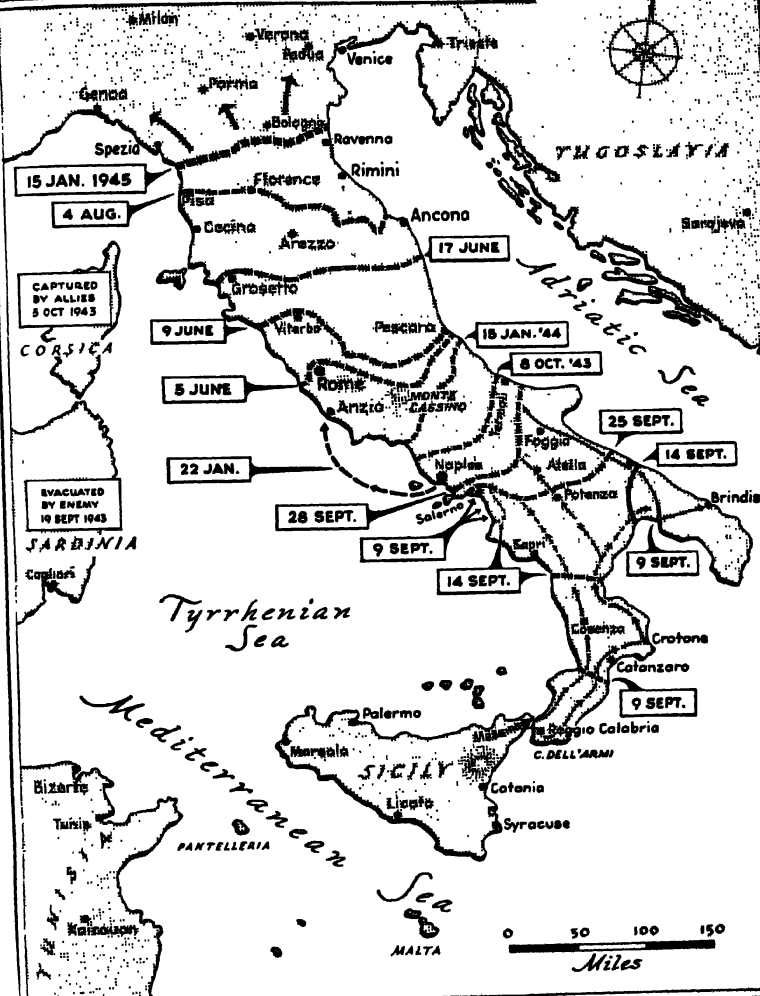 Milan
Verona
Padua
Venice
Trieste
Parma
Genoa
Bologna
Spezia
Ravenna
YUGOSLAVIA
15 JAN. 1945
Florence
Rimini
Pisa
4 AUG.
Cecina
Arezzo
Ancona
Sarajevo
17 JUNE
CAPTURED
BY ALLIES
5 OCT 1943
Grosetto
CORSICA
Adriatic Sea
9 JUNE
Viterbo
Pescara
15 JAN. '44
8 OCT. '43
5 JUNE
Rome
MONTE
CASSINO
Termoli
Anzio
25 SEPT.
Foggia
14 SEPT.
22 JAN.
Naples
Atella
EVACUATED
BY ENEMY
19 SEPT 1943
Potenza
Brindisi
28 SEPT.
Salerno
SARDINIA
9 SEPT.
Sapri
9 SEPT.
Cagliari
14 SEPT.
Tyrrhenian
Sea
Cosenza
Crotone
Catanzaro
9 SEPT.
Mediterranean Sea
Palermo
Messina
Reggio Calabria
C. DELL'ARMI
Marsala
SICILY
Bizerte
Catania
Licata
Tunis
Syracuse
PANTELLERIA
TUNISIA
Kairouan
MALTA
0 50 100 150
Miles